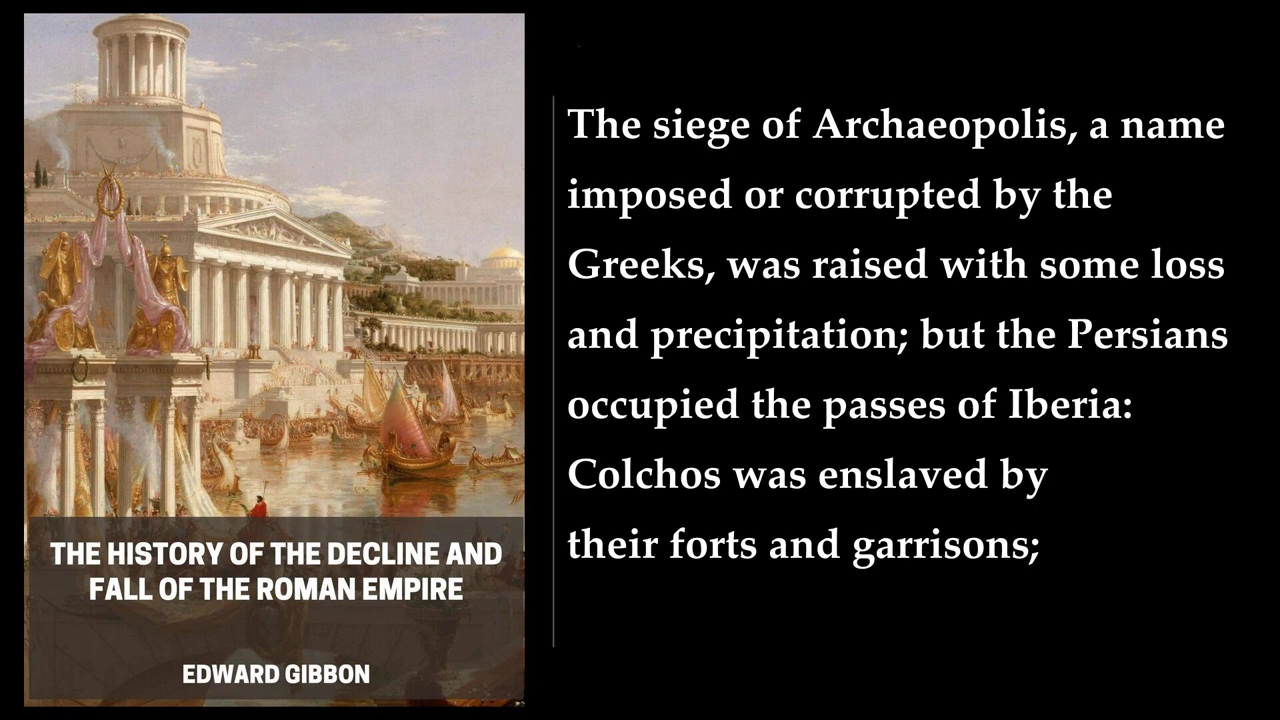 THE HISTORY OF THE DECLINE AND
FALL OF THE ROMAN EMPIRE
EDWARD GIBBON
The siege of Archaeopolis, a name
imposed or corrupted by the
Greeks, was raised with some loss
and precipitation; but the Persians
occupied the passes of Iberia:
Colchos was enslaved by
their forts and garrisons;